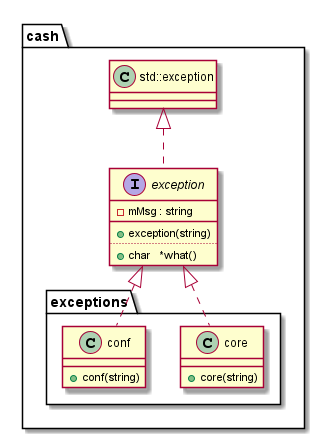 cash
C std::exception
I exception
mMsg : string
exception(string)
char *what()
exceptions
C conf
C core
conf(string)
core(string)